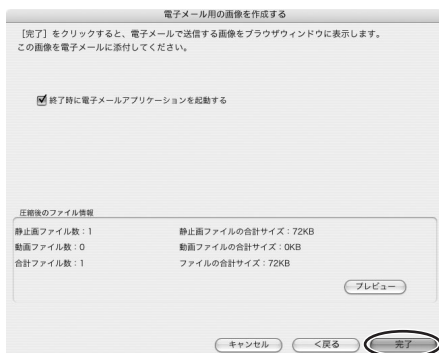 電子メール用の画像を作成する
［完了］をクリックすると、電子メールで送信する画像をブラウザウィンドウに表示します。
この画像を電子メールに添付してください。
終了時に電子メールアプリケーションを起動する
圧縮後のファイル情報
静止画ファイル数：1 静止画ファイルの合計サイズ：72KB
動画ファイル数：0 動画ファイルの合計サイズ：0KB
合計ファイル数：1 ファイルの合計サイズ：72KB
プレビュー
キャンセル <戻る 完了